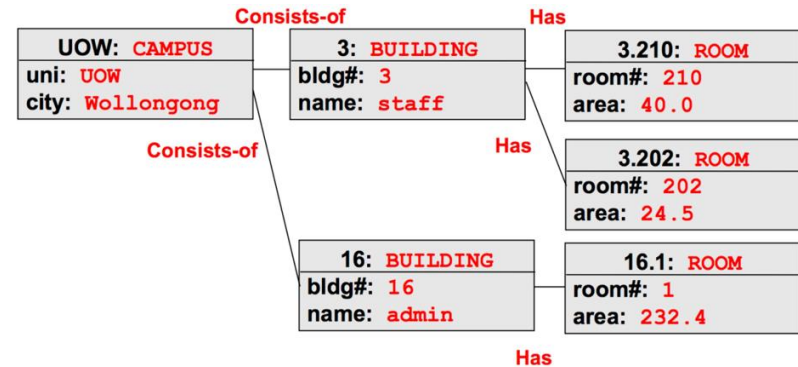 Consists-of
Has
UOW: CAMPUS
uni: UOW
city: Wollongong
3: BUILDING
bldg#: 3
name: staff
3.210: ROOM
room#: 210
area: 40.0
Consists-of
Has
3.202: ROOM
room#: 202
area: 24.5
16: BUILDING
bldg#: 16
name: admin
16.1: ROOM
room#: 1
area: 232.4
Has